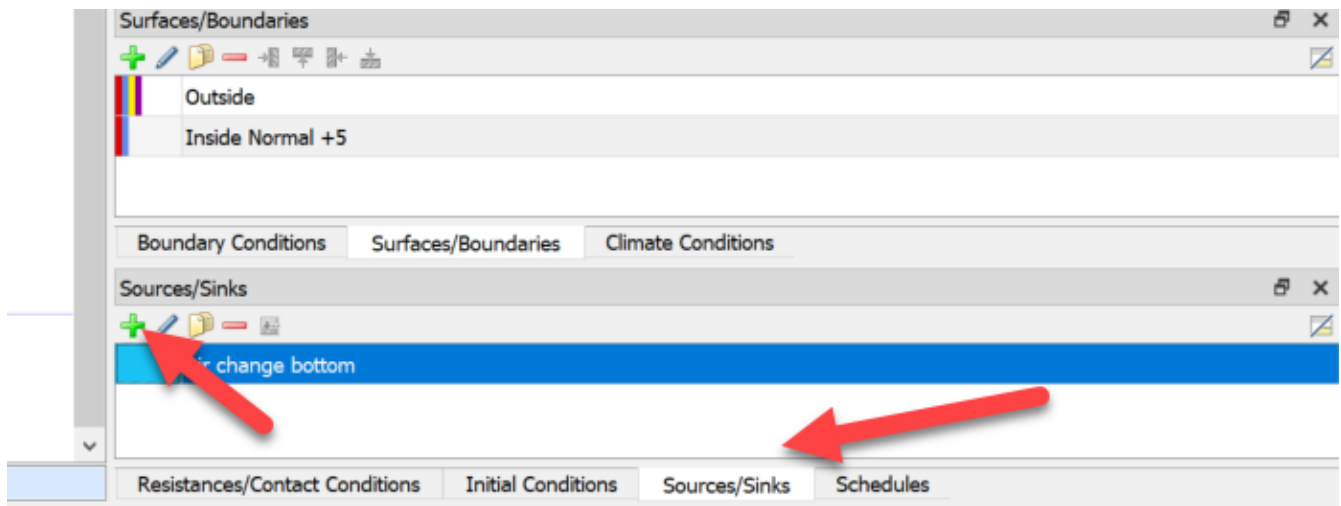 Surfaces/Boundaries
Outside
Inside Normal +5
Boundary Conditions Surfaces/Boundaries Climate Conditions
Sources/Sinks
change bottom
Resistances/Contact Conditions Initial Conditions Sources/Sinks Schedules